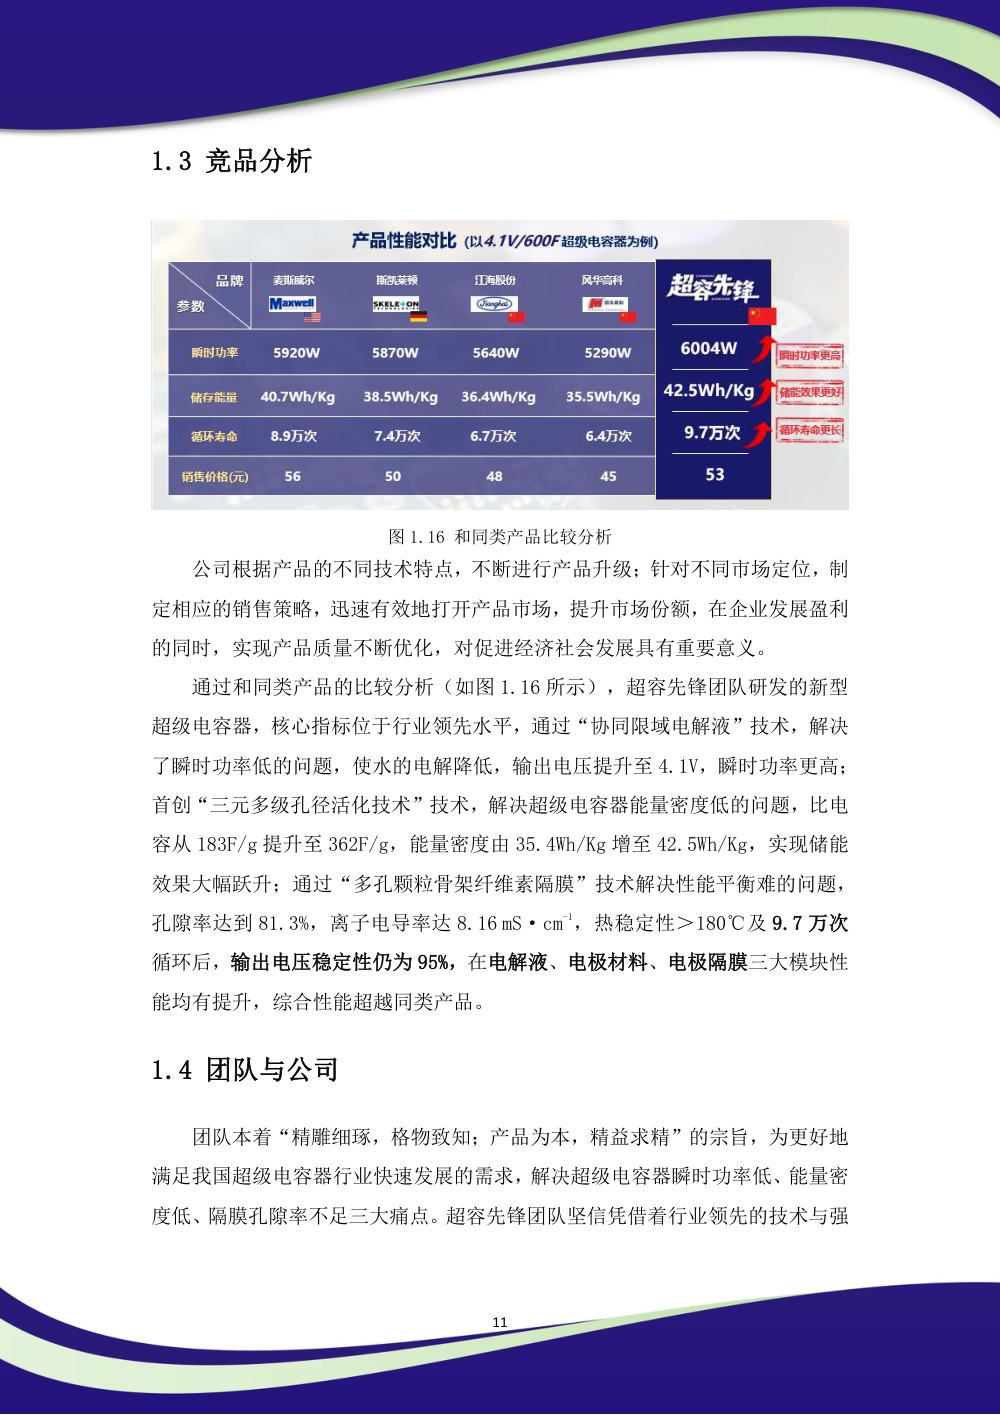 1.3 竞品分析
产品性能对比 (以4.1V/600F超级电容器为例)
品牌 麦斯威尔 斯凯莱顿 江海股份 风华高科 超容先锋
参数 Maxwell SKELETON TECHNOLOGIES Jianghai
瞬时功率 5920W 5870W 5640W 5290W 6004W 瞬时功率更高
储存能量 40.7Wh/Kg 38.5Wh/Kg 36.4Wh/Kg 35.5Wh/Kg 42.5Wh/Kg 储能效果更好
循环寿命 8.9万次 7.4万次 6.7万次 6.4万次 9.7万次 循环寿命更长
销售价格(元) 56 50 48 45 53
图 1.16 和同类产品比较分析
公司根据产品的不同技术特点，不断进行产品升级；针对不同市场定位，制
定相应的销售策略，迅速有效地打开产品市场，提升市场份额，在企业发展盈利
的同时，实现产品质量不断优化，对促进经济社会发展具有重要意义。
通过和同类产品的比较分析（如图 1.16 所示），超容先锋团队研发的新型
超级电容器，核心指标位于行业领先水平，通过“协同限域电解液”技术，解决
了瞬时功率低的问题，使水的电解降低，输出电压提升至 4.1V，瞬时功率更高；
首创“三元多级孔径活化技术”技术，解决超级电容器能量密度低的问题，比电
容从 183F/g 提升至 362F/g，能量密度由 35.4Wh/Kg 增至 42.5Wh/Kg，实现储能
效果大幅跃升；通过“多孔颗粒骨架纤维素隔膜”技术解决性能平衡难的问题，
孔隙率达到 81.3%，离子电导率达 8.16 mS·cm⁻¹，热稳定性＞180℃及 9.7 万次
循环后，输出电压稳定性仍为 95%，在电解液、电极材料、电极隔膜三大模块性
能均有提升，综合性能超越同类产品。
1.4 团队与公司
团队本着“精雕细琢，格物致知；产品为本，精益求精”的宗旨，为更好地
满足我国超级电容器行业快速发展的需求，解决超级电容器瞬时功率低、能量密
度低、隔膜孔隙率不足三大痛点。超容先锋团队坚信凭借着行业领先的技术与强
11